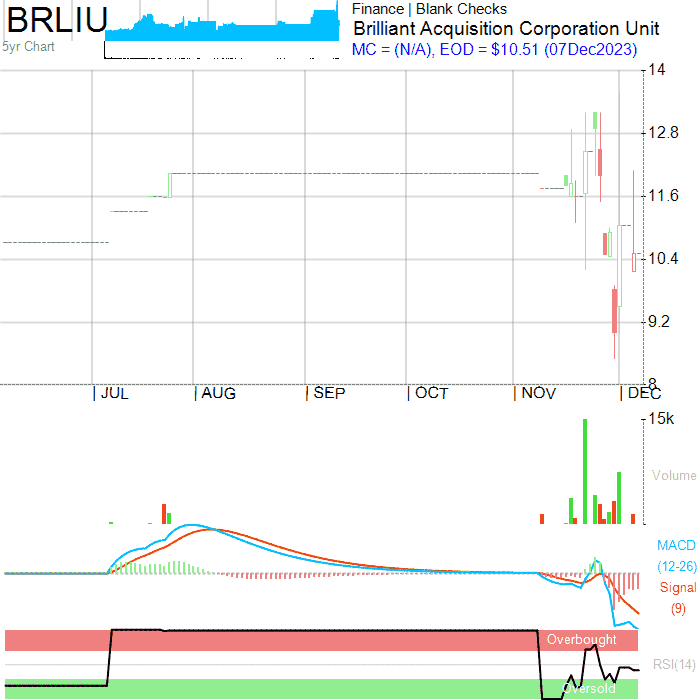 BRLIU
5yr Chart
Finance | Blank Checks
Brilliant Acquisition Corporation Unit
MC = (N/A), EOD = $10.51 (07Dec2023)
14
12.8
11.6
10.4
9.2
8
| JUL | AUG | SEP | OCT | NOV | DEC
15k
Volume
MACD
(12-26)
Signal
(9)
Overbought
RSI(14)
Oversold